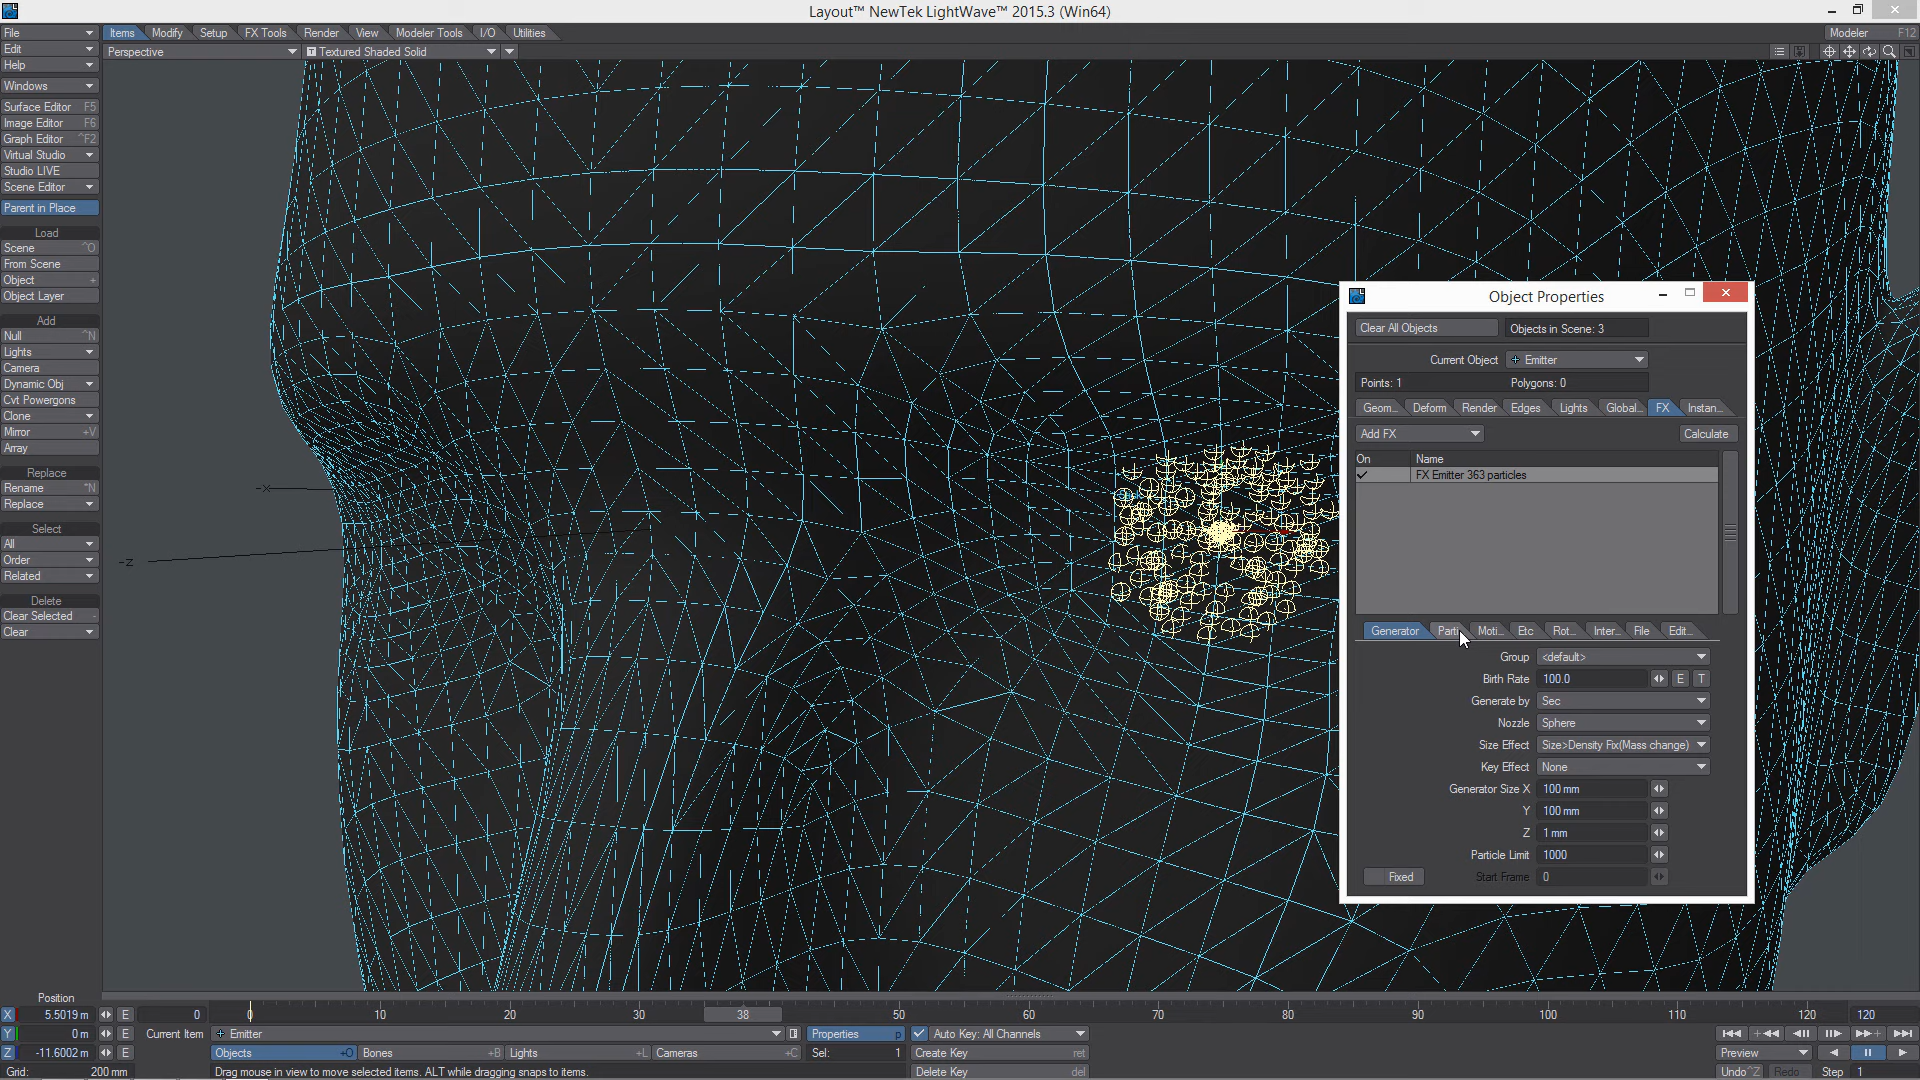 Layout™ NewTek LightWave™ 2015.3 (Win64)
File
Items
Modify
Setup
FX Tools
Render
View
Modeler Tools
I/O
Utilities
Modeler F12
Edit
Perspective
T Textured Shaded Solid
Help
Windows
Surface Editor F5
Image Editor F6
Graph Editor ^F2
Virtual Studio
Studio LIVE
Scene Editor
Parent in Place
Load
Scene ^O
From Scene
Object +
Object Layer
Add
Null ^N
Lights
Camera
Dynamic Obj
Cvt Powergons
Clone
Mirror +V
Array
Replace
Rename ^N
Replace
Select
All
Order
Related
Delete
Clear Selected -
Clear
-X
-Z
Object Properties
Clear All Objects
Objects in Scene: 3
Current Object
+ Emitter
Points: 1
Polygons: 0
Geom...
Deform
Render
Edges
Lights
Global...
FX
Instan...
Add FX
Calculate
On
Name
FX Emitter 363 particles
Generator
Parti
Moti...
Etc
Rot...
Inter...
File
Edit...
Group <default>
Birth Rate 100.0 E T
Generate by Sec
Nozzle Sphere
Size Effect Size>Density Fix(Mass change)
Key Effect None
Generator Size X 100 mm
Y 100 mm
Z 1 mm
Particle Limit 1000
Fixed
Start Frame 0
Position
X 5.5019 m E
0
0 10 20 30 38 50 60 70 80 90 100 110 120
120
Y 0 m E
Current Item
+ Emitter
Properties p
Auto Key: All Channels
Z -11.6002 m E
Objects +O
Bones +B
Lights +L
Cameras +C
Sel: 1
Create Key ret
Preview
Grid: 200 mm
Drag mouse in view to move selected items. ALT while dragging snaps to items.
Delete Key del
Undo ^Z
Redo
Step 1